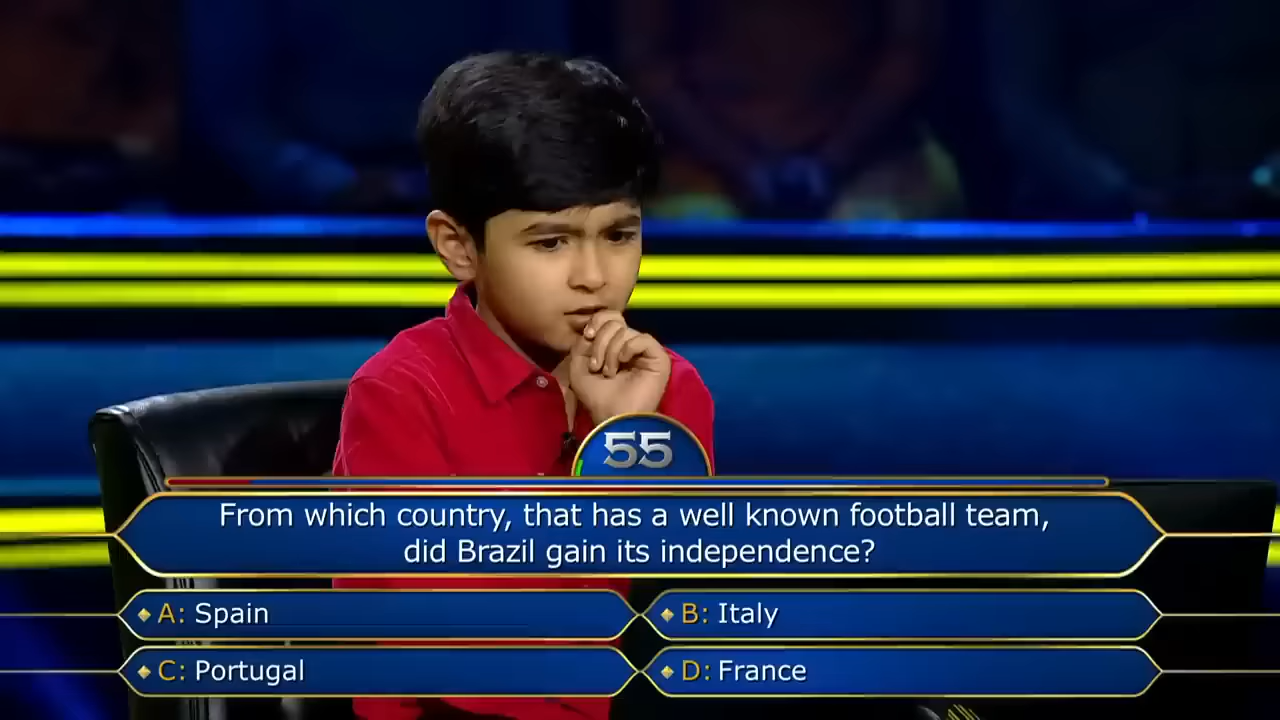 55
From which country, that has a well known football team,
did Brazil gain its independence?
A: Spain
B: Italy
C: Portugal
D: France